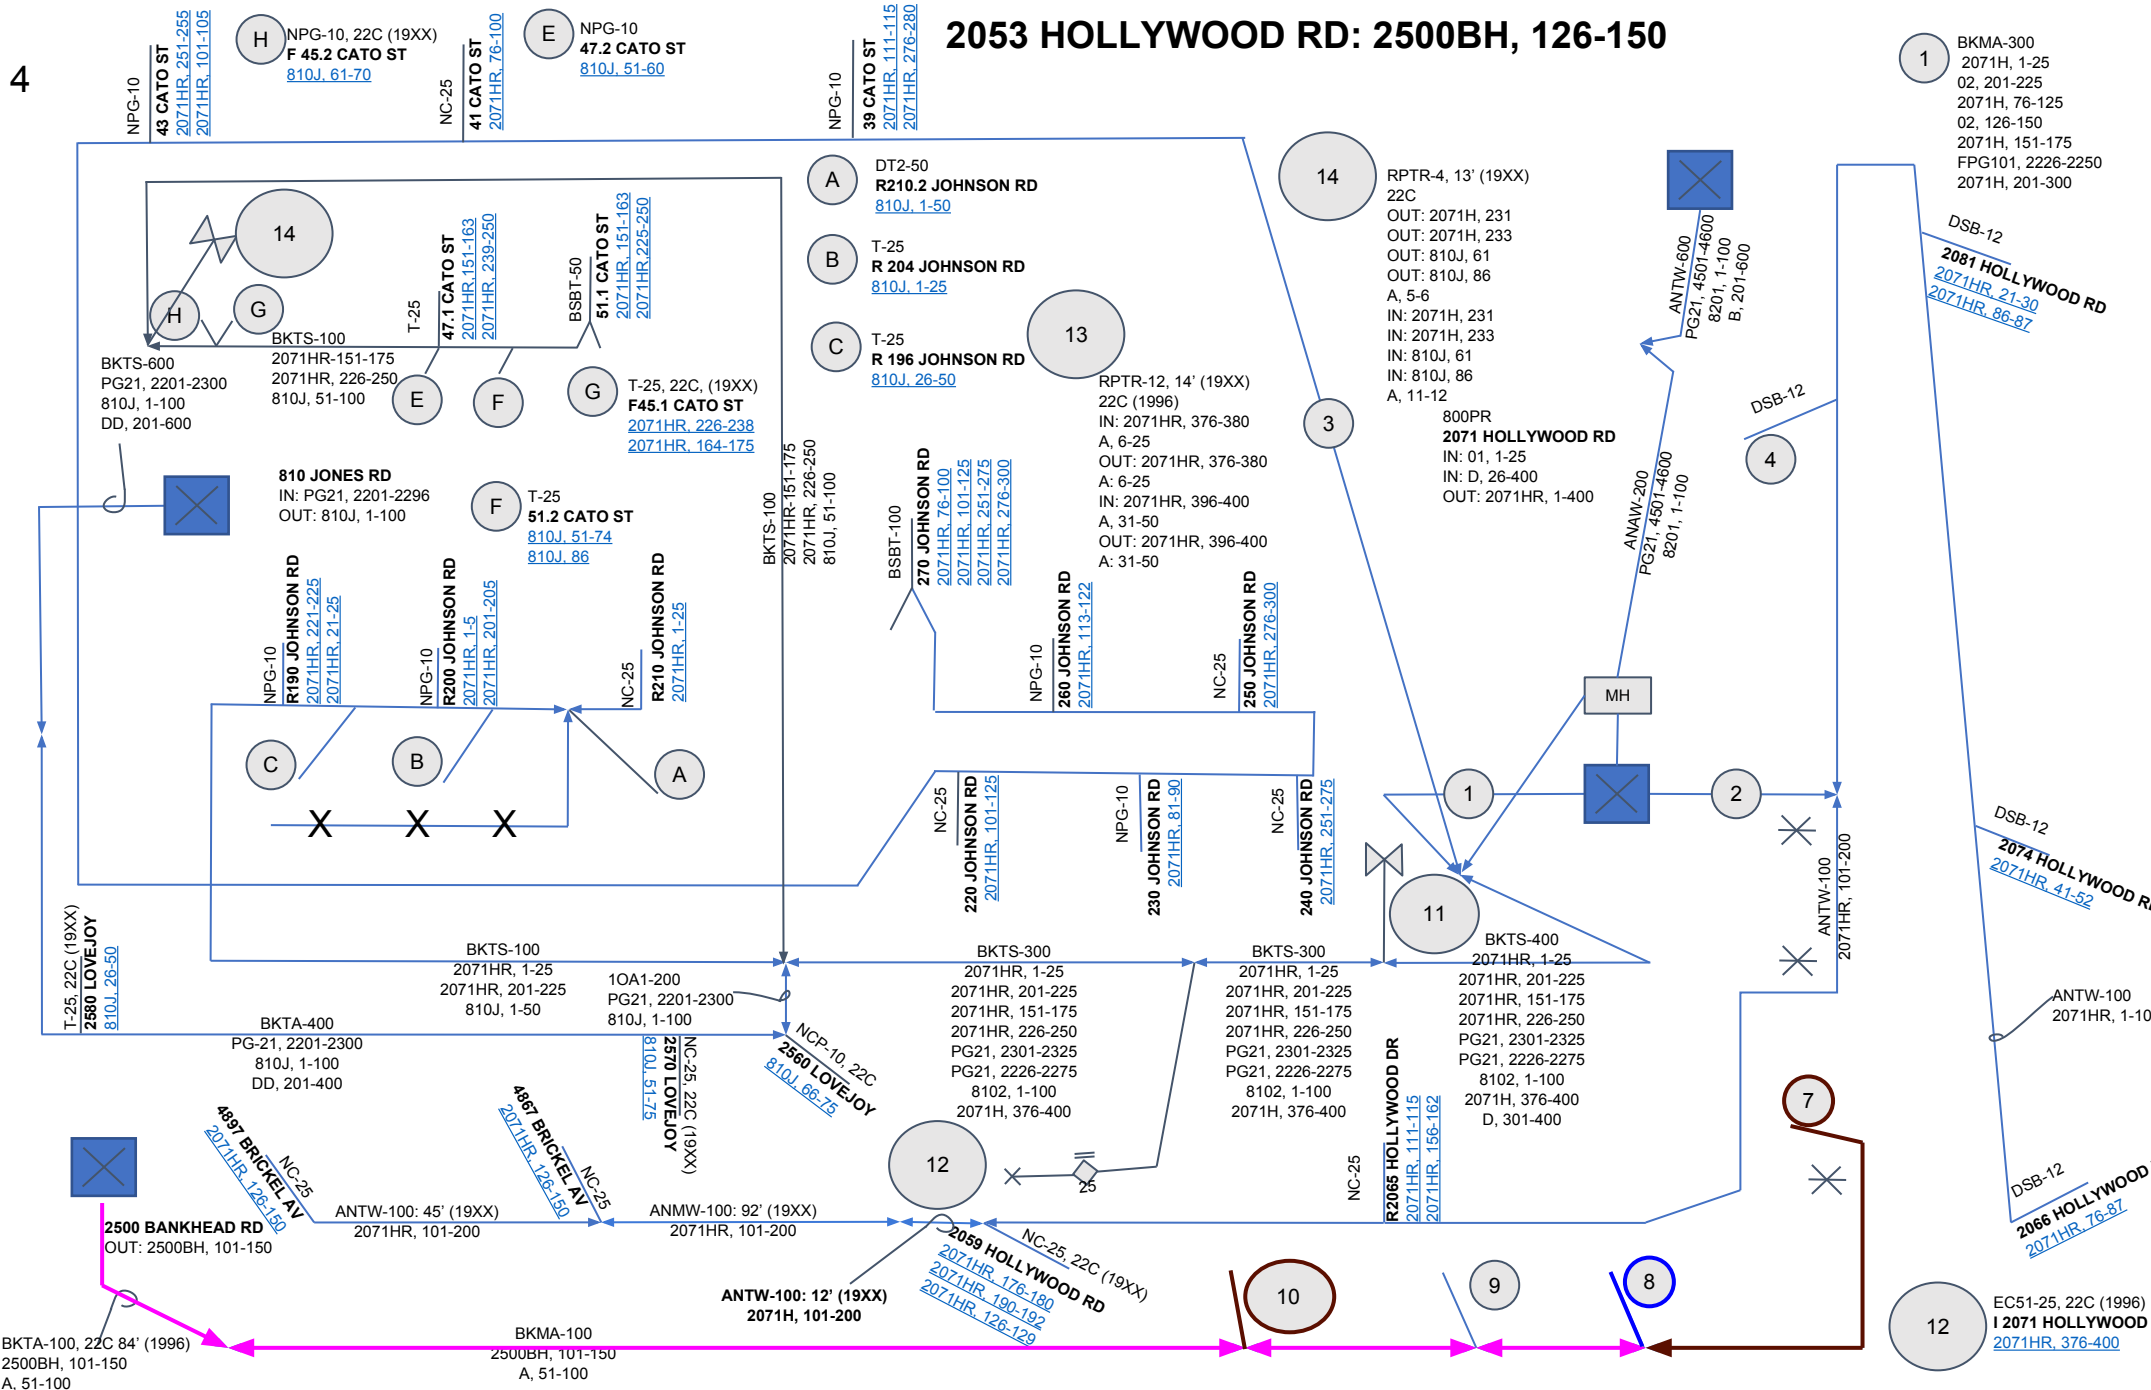 2053 HOLLYWOOD RD: 2500BH, 126-150
4
NPG-10
43 CATO ST
2071HR, 251-255
2071HR, 101-105
H
NPG-10, 22C (19XX)
F 45.2 CATO ST
810J, 61-70
NC-25
41 CATO ST
2071HR, 76-100
E
NPG-10
47.2 CATO ST
810J, 51-60
NPG-10
39 CATO ST
2071HR, 111-115
2071HR, 276-280
1
BKMA-300
2071H, 1-25
02, 201-225
2071H, 76-125
02, 126-150
2071H, 151-175
FPG101, 2226-2250
2071H, 201-300
A
DT2-50
R210.2 JOHNSON RD
810J, 1-50
B
T-25
R 204 JOHNSON RD
810J, 1-25
C
T-25
R 196 JOHNSON RD
810J, 26-50
14
RPTR-4, 13' (19XX)
22C
OUT: 2071H, 231
OUT: 2071H, 233
OUT: 810J, 61
OUT: 810J, 86
A, 5-6
IN: 2071H, 231
IN: 2071H, 233
IN: 810J, 61
IN: 810J, 86
A, 11-12
800PR
2071 HOLLYWOOD RD
IN: 01, 1-25
IN: D, 26-400
OUT: 2071HR, 1-400
ANTW-600
PG21, 4501-4600
8201, 1-100
B, 201-600
DSB-12
2081 HOLLYWOOD RD
2071HR, 21-30
2071HR, 86-87
14
H
G
T-25
47.1 CATO ST
2071HR,151-163
2071HR, 239-250
BSBT-50
51.1 CATO ST
2071HR, 151-163
2071HR,225-250
BKTS-100
2071HR-151-175
2071HR, 226-250
810J, 51-100
BKTS-600
PG21, 2201-2300
810J, 1-100
DD, 201-600
E
F
G
T-25, 22C, (19XX)
F45.1 CATO ST
2071HR, 226-238
2071HR, 164-175
13
RPTR-12, 14' (19XX)
22C (1996)
IN: 2071HR, 376-380
A, 6-25
OUT: 2071HR, 376-380
A: 6-25
IN: 2071HR, 396-400
A, 31-50
OUT: 2071HR, 396-400
A: 31-50
3
DSB-12
4
ANAW-200
PG21, 4501-4600
8201, 1-100
810 JONES RD
IN: PG21, 2201-2296
OUT: 810J, 1-100
F
T-25
51.2 CATO ST
810J, 51-74
810J, 86
BKTS-100
2071HR-151-175
2071HR, 226-250
810J, 51-100
BSBT-100
270 JOHNSON RD
2071HR, 76-100
2071HR, 101-125
2071HR, 251-275
2071HR, 276-300
NPG-10
R190 JOHNSON RD
2071HR, 221-225
2071HR, 21-25
NPG-10
R200 JOHNSON RD
2071HR, 1-5
2071HR, 201-205
NC-25
R210 JOHNSON RD
2071HR, 1-25
NPG-10
260 JOHNSON RD
2071HR, 113-122
NC-25
250 JOHNSON RD
2071HR, 276-300
MH
C
B
A
X
X
X
1
2
NC-25
220 JOHNSON RD
2071HR, 101-125
NPG-10
230 JOHNSON RD
2071HR, 81-90
NC-25
240 JOHNSON RD
2071HR, 251-275
11
ANTW-100
2071HR, 101-200
DSB-12
2074 HOLLYWOOD R
2071HR, 41-52
T-25, 22C (19XX)
2580 LOVEJOY
810J, 26-50
BKTS-100
2071HR, 1-25
2071HR, 201-225
810J, 1-50
1OA1-200
PG21, 2201-2300
810J, 1-100
BKTS-300
2071HR, 1-25
2071HR, 201-225
2071HR, 151-175
2071HR, 226-250
PG21, 2301-2325
PG21, 2226-2275
8102, 1-100
2071H, 376-400
BKTS-300
2071HR, 1-25
2071HR, 201-225
2071HR, 151-175
2071HR, 226-250
PG21, 2301-2325
PG21, 2226-2275
8102, 1-100
2071H, 376-400
BKTS-400
2071HR, 1-25
2071HR, 201-225
2071HR, 151-175
2071HR, 226-250
PG21, 2301-2325
PG21, 2226-2275
8102, 1-100
2071H, 376-400
D, 301-400
ANTW-100
2071HR, 1-10
BKTA-400
PG-21, 2201-2300
810J, 1-100
DD, 201-400
NC-25, 22C (19XX)
2570 LOVEJOY
810J, 51-75
NCP-10, 22C
2560 LOVEJOY
810J, 66-75
7
NC-25
4897 BRICKEL AV
2071HR, 126-150
NC-25
4867 BRICKEL AV
2071HR, 126-150
12
25
NC-25
R2065 HOLLYWOOD DR
2071HR, 111-115
2071HR, 156-162
DSB-12
2066 HOLLYWOOD
2071HR, 76-87
2500 BANKHEAD RD
OUT: 2500BH, 101-150
ANTW-100: 45' (19XX)
2071HR, 101-200
ANMW-100: 92' (19XX)
2071HR, 101-200
NC-25, 22C (19XX)
2059 HOLLYWOOD RD
2071HR, 176-180
2071HR, 190-192
2071HR, 126-129
ANTW-100: 12' (19XX)
2071H, 101-200
10
9
8
12
EC51-25, 22C (1996)
I 2071 HOLLYWOOD
2071HR, 376-400
BKTA-100, 22C 84' (1996)
2500BH, 101-150
A, 51-100
BKMA-100
2500BH, 101-150
A, 51-100